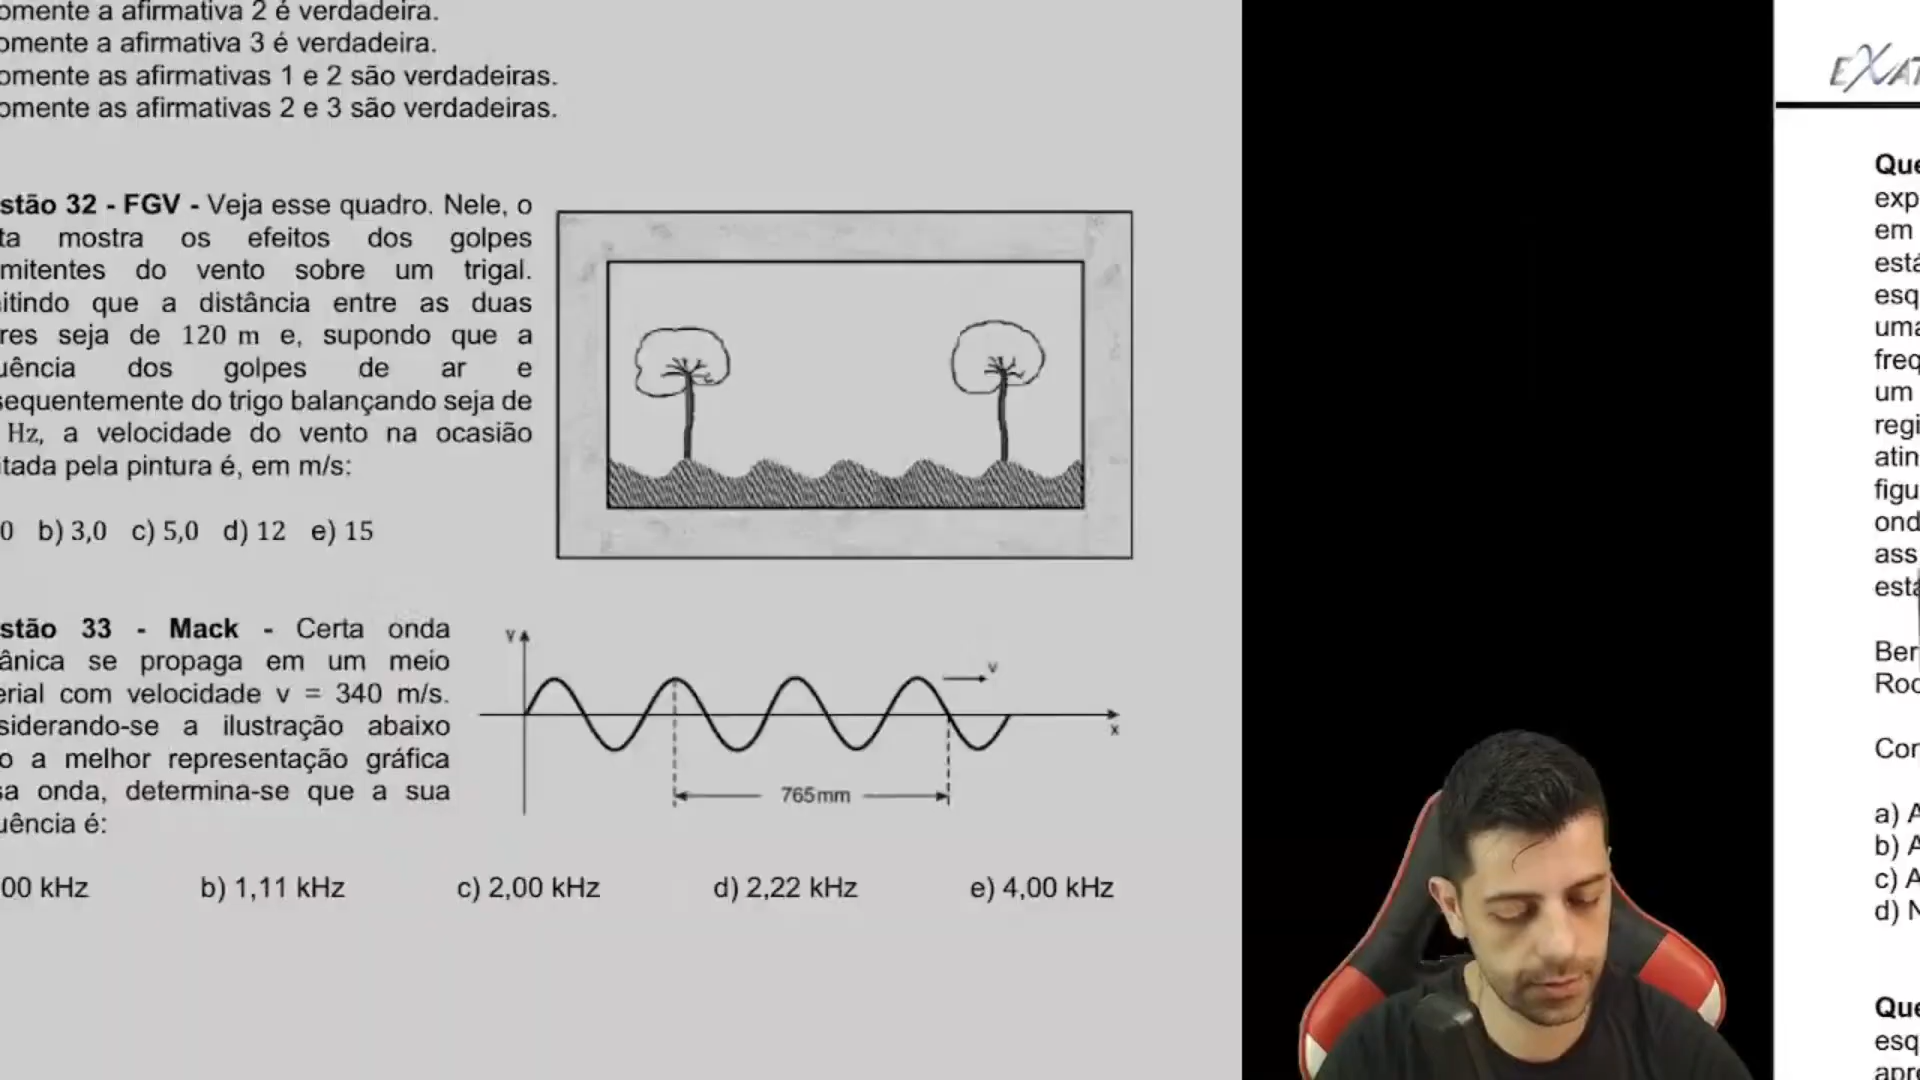 omente a afirmativa 2 é verdadeira.
omente a afirmativa 3 é verdadeira.
omente as afirmativas 1 e 2 são verdadeiras.
omente as afirmativas 2 e 3 são verdadeiras.
stão 32 - FGV - Veja esse quadro. Nele, o
ta mostra os efeitos dos golpes
mitentes do vento sobre um trigal.
itindo que a distância entre as duas
res seja de 120 m e, supondo que a
uência dos golpes de ar e
sequentemente do trigo balançando seja de
Hz, a velocidade do vento na ocasião
tada pela pintura é, em m/s:
0 b) 3,0 c) 5,0 d) 12 e) 15
stão 33 - Mack - Certa onda
ânica se propaga em um meio
erial com velocidade v = 340 m/s.
siderando-se a ilustração abaixo
o a melhor representação gráfica
sa onda, determina-se que a sua
uência é:
y
v
x
765mm
00 kHz b) 1,11 kHz c) 2,00 kHz d) 2,22 kHz e) 4,00 kHz
EXAT
Que
exp
em
está
esq
uma
freq
um
regi
atin
figu
ond
ass
esta
Ber
Roc
Cor
a) A
b) A
c) A
d) N
Que
esq
apre